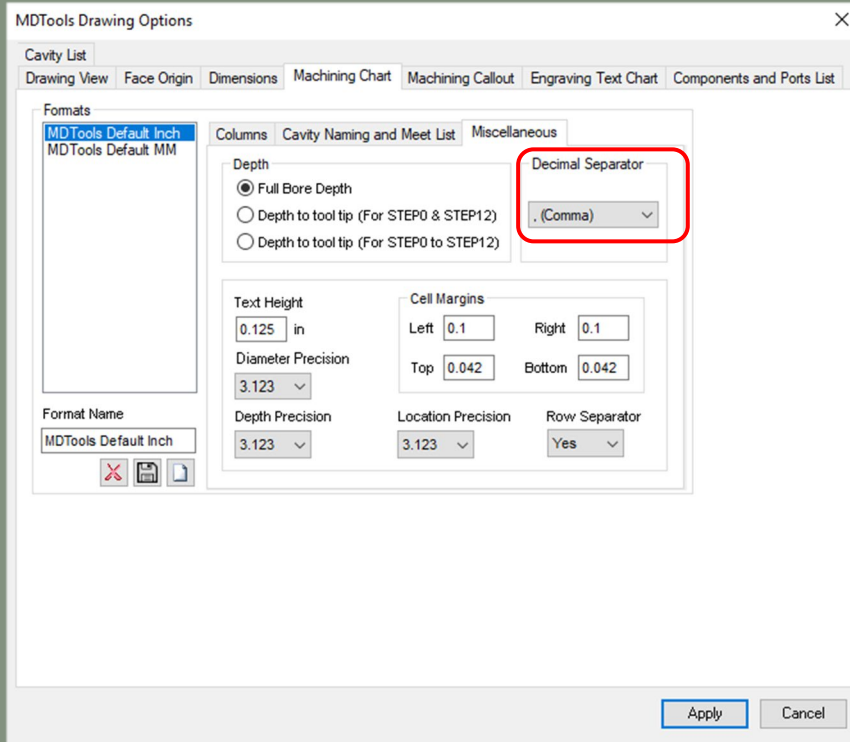 MDTools Drawing Options
Cavity List
Drawing View Face Origin Dimensions Machining Chart Machining Callout Engraving Text Chart Components and Ports List
Formats
MDTools Default Inch
MDTools Default MM
Columns Cavity Naming and Meet List Miscellaneous
Depth
Full Bore Depth
Depth to tool tip (For STEP0 & STEP12)
Depth to tool tip (For STEP0 to STEP12)
Decimal Separator
, (Comma)
Text Height
0.125 in
Diameter Precision
3.123
Cell Margins
Left 0.1 Right 0.1
Top 0.042 Bottom 0.042
Depth Precision Location Precision Row Separator
3.123 3.123 Yes
Format Name
MDTools Default Inch
Apply Cancel